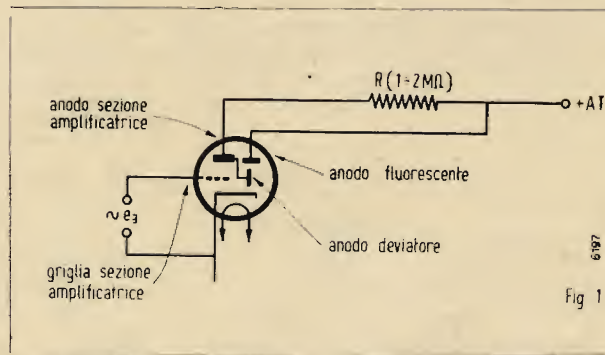 R (1÷2MΩ)
+AT
anodo sezione
amplificatrice
anodo fluorescente
∼ e₃
anodo deviatore
griglia sezione
amplificatrice
6197
Fig 1